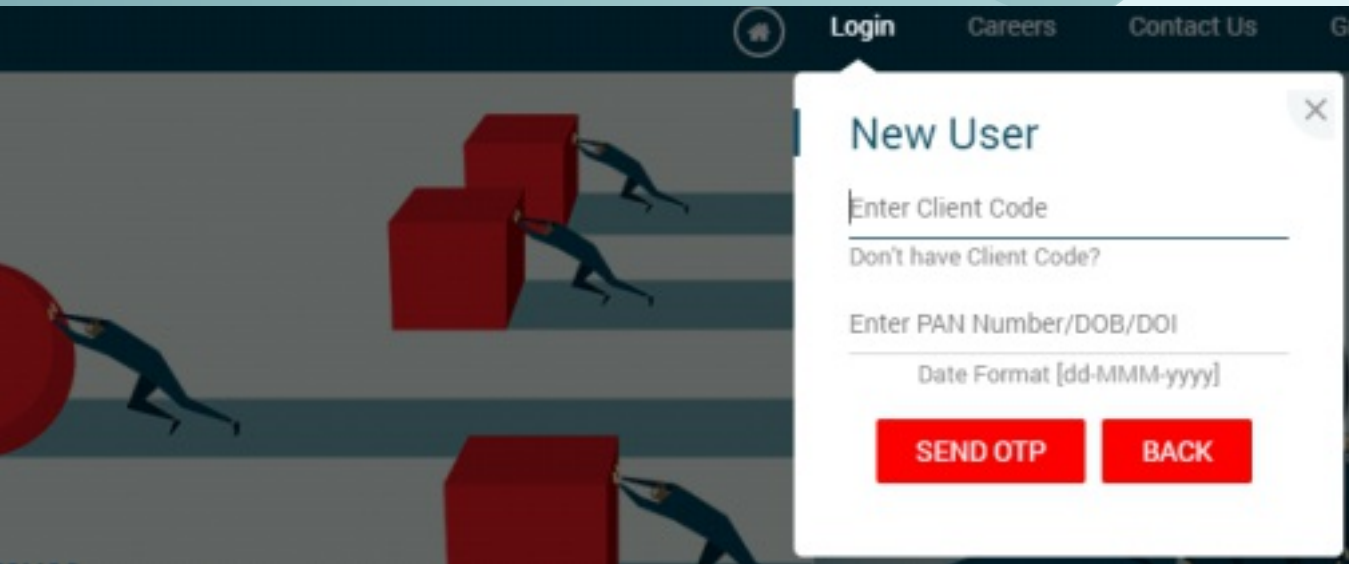 Login Careers Contact Us
New User
Enter Client Code
Don't have Client Code?
Enter PAN Number/DOB/DOI
Date Format [dd-MMM-yyyy]
SEND OTP BACK